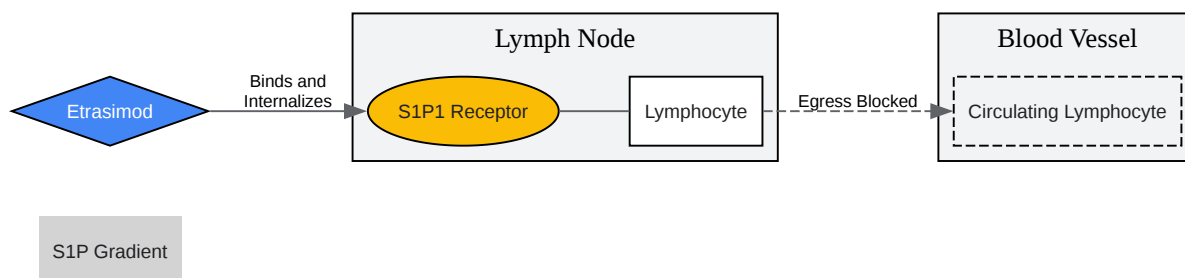 Lymph Node
Blood Vessel
Etrasimod
Binds and
Internalizes
S1P1 Receptor
Lymphocyte
Egress Blocked
Circulating Lymphocyte
S1P Gradient